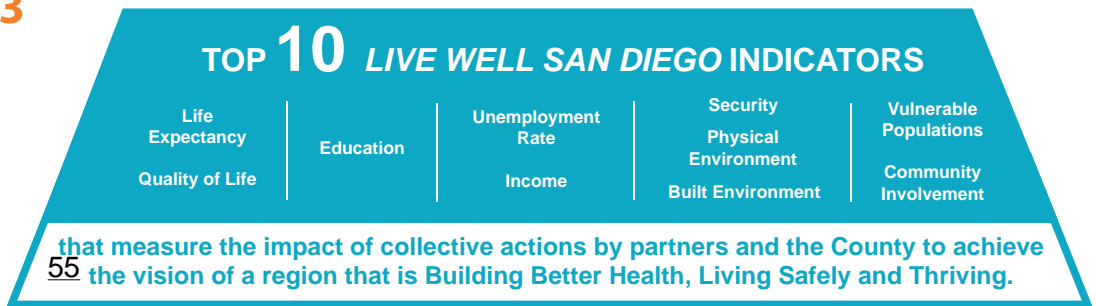 3
TOP 10 LIVE WELL SAN DIEGO INDICATORS
Life
Expectancy
Quality of Life
Education
Unemployment
Rate
Income
Security
Physical
Environment
Built Environment
Vulnerable
Populations
Community
Involvement
that measure the impact of collective actions by partners and the County to achieve
55 the vision of a region that is Building Better Health, Living Safely and Thriving.